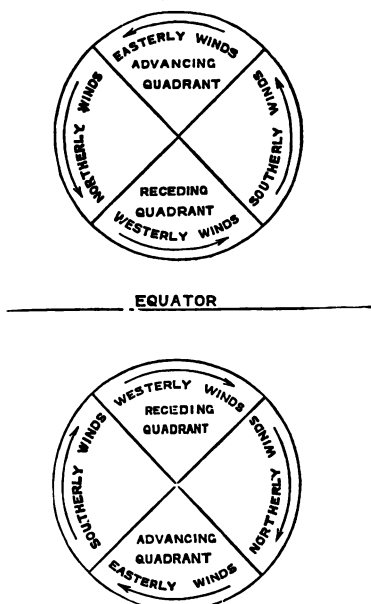 EASTERLY WINDS
ADVANCING
QUADRANT
NORTHERLY WINDS
SOUTHERLY WINDS
RECEDING
QUADRANT
WESTERLY WINDS
EQUATOR
WESTERLY WINDS
RECEDING
QUADRANT
SOUTHERLY WINDS
NORTHERLY WINDS
ADVANCING
QUADRANT
EASTERLY WINDS